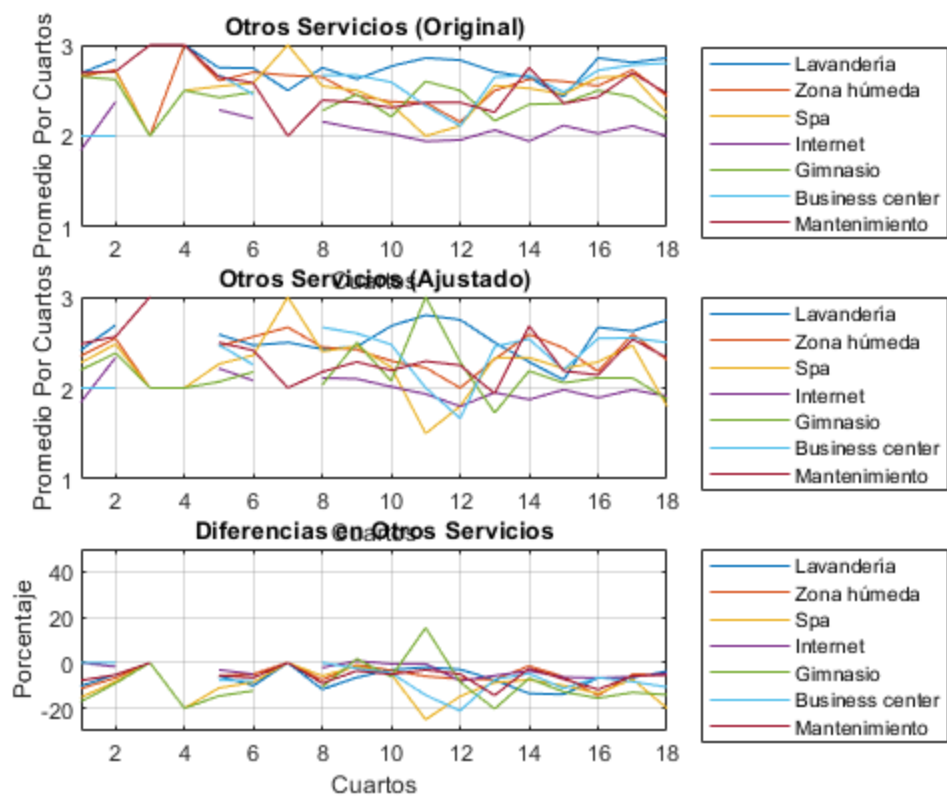 Otros Servicios (Original)
Promedio Por Cuartos
3
2
1
2 4 6 8 10 12 14 16 18
Cuartos
Lavandería
Zona húmeda
Spa
Internet
Gimnasio
Business center
Mantenimiento
Otros Servicios (Ajustado)
Promedio Por Cuartos
3
2
1
2 4 6 8 10 12 14 16 18
Cuartos
Lavandería
Zona húmeda
Spa
Internet
Gimnasio
Business center
Mantenimiento
Diferencias en Otros Servicios
Porcentaje
40
20
0
-20
2 4 6 8 10 12 14 16 18
Cuartos
Lavandería
Zona húmeda
Spa
Internet
Gimnasio
Business center
Mantenimiento